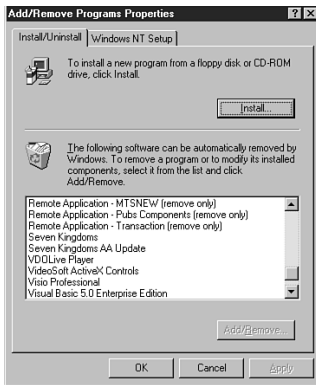 Add/Remove Programs Properties
Install/Uninstall
Windows NT Setup
To install a new program from a floppy disk or CD-ROM
drive, click Install.
Install...
The following software can be automatically removed by
Windows. To remove a program or to modify its installed
components, select it from the list and click
Add/Remove.
Remote Application - MTSNEW (remove only)
Remote Application - Pubs Components (remove only)
Remote Application - Transaction (remove only)
Seven Kingdoms
Seven Kingdoms AA Update
VDOLive Player
VideoSoft ActiveX Controls
Visio Professional
Visual Basic 5.0 Enterprise Edition
Add/Remove...
OK
Cancel
Apply